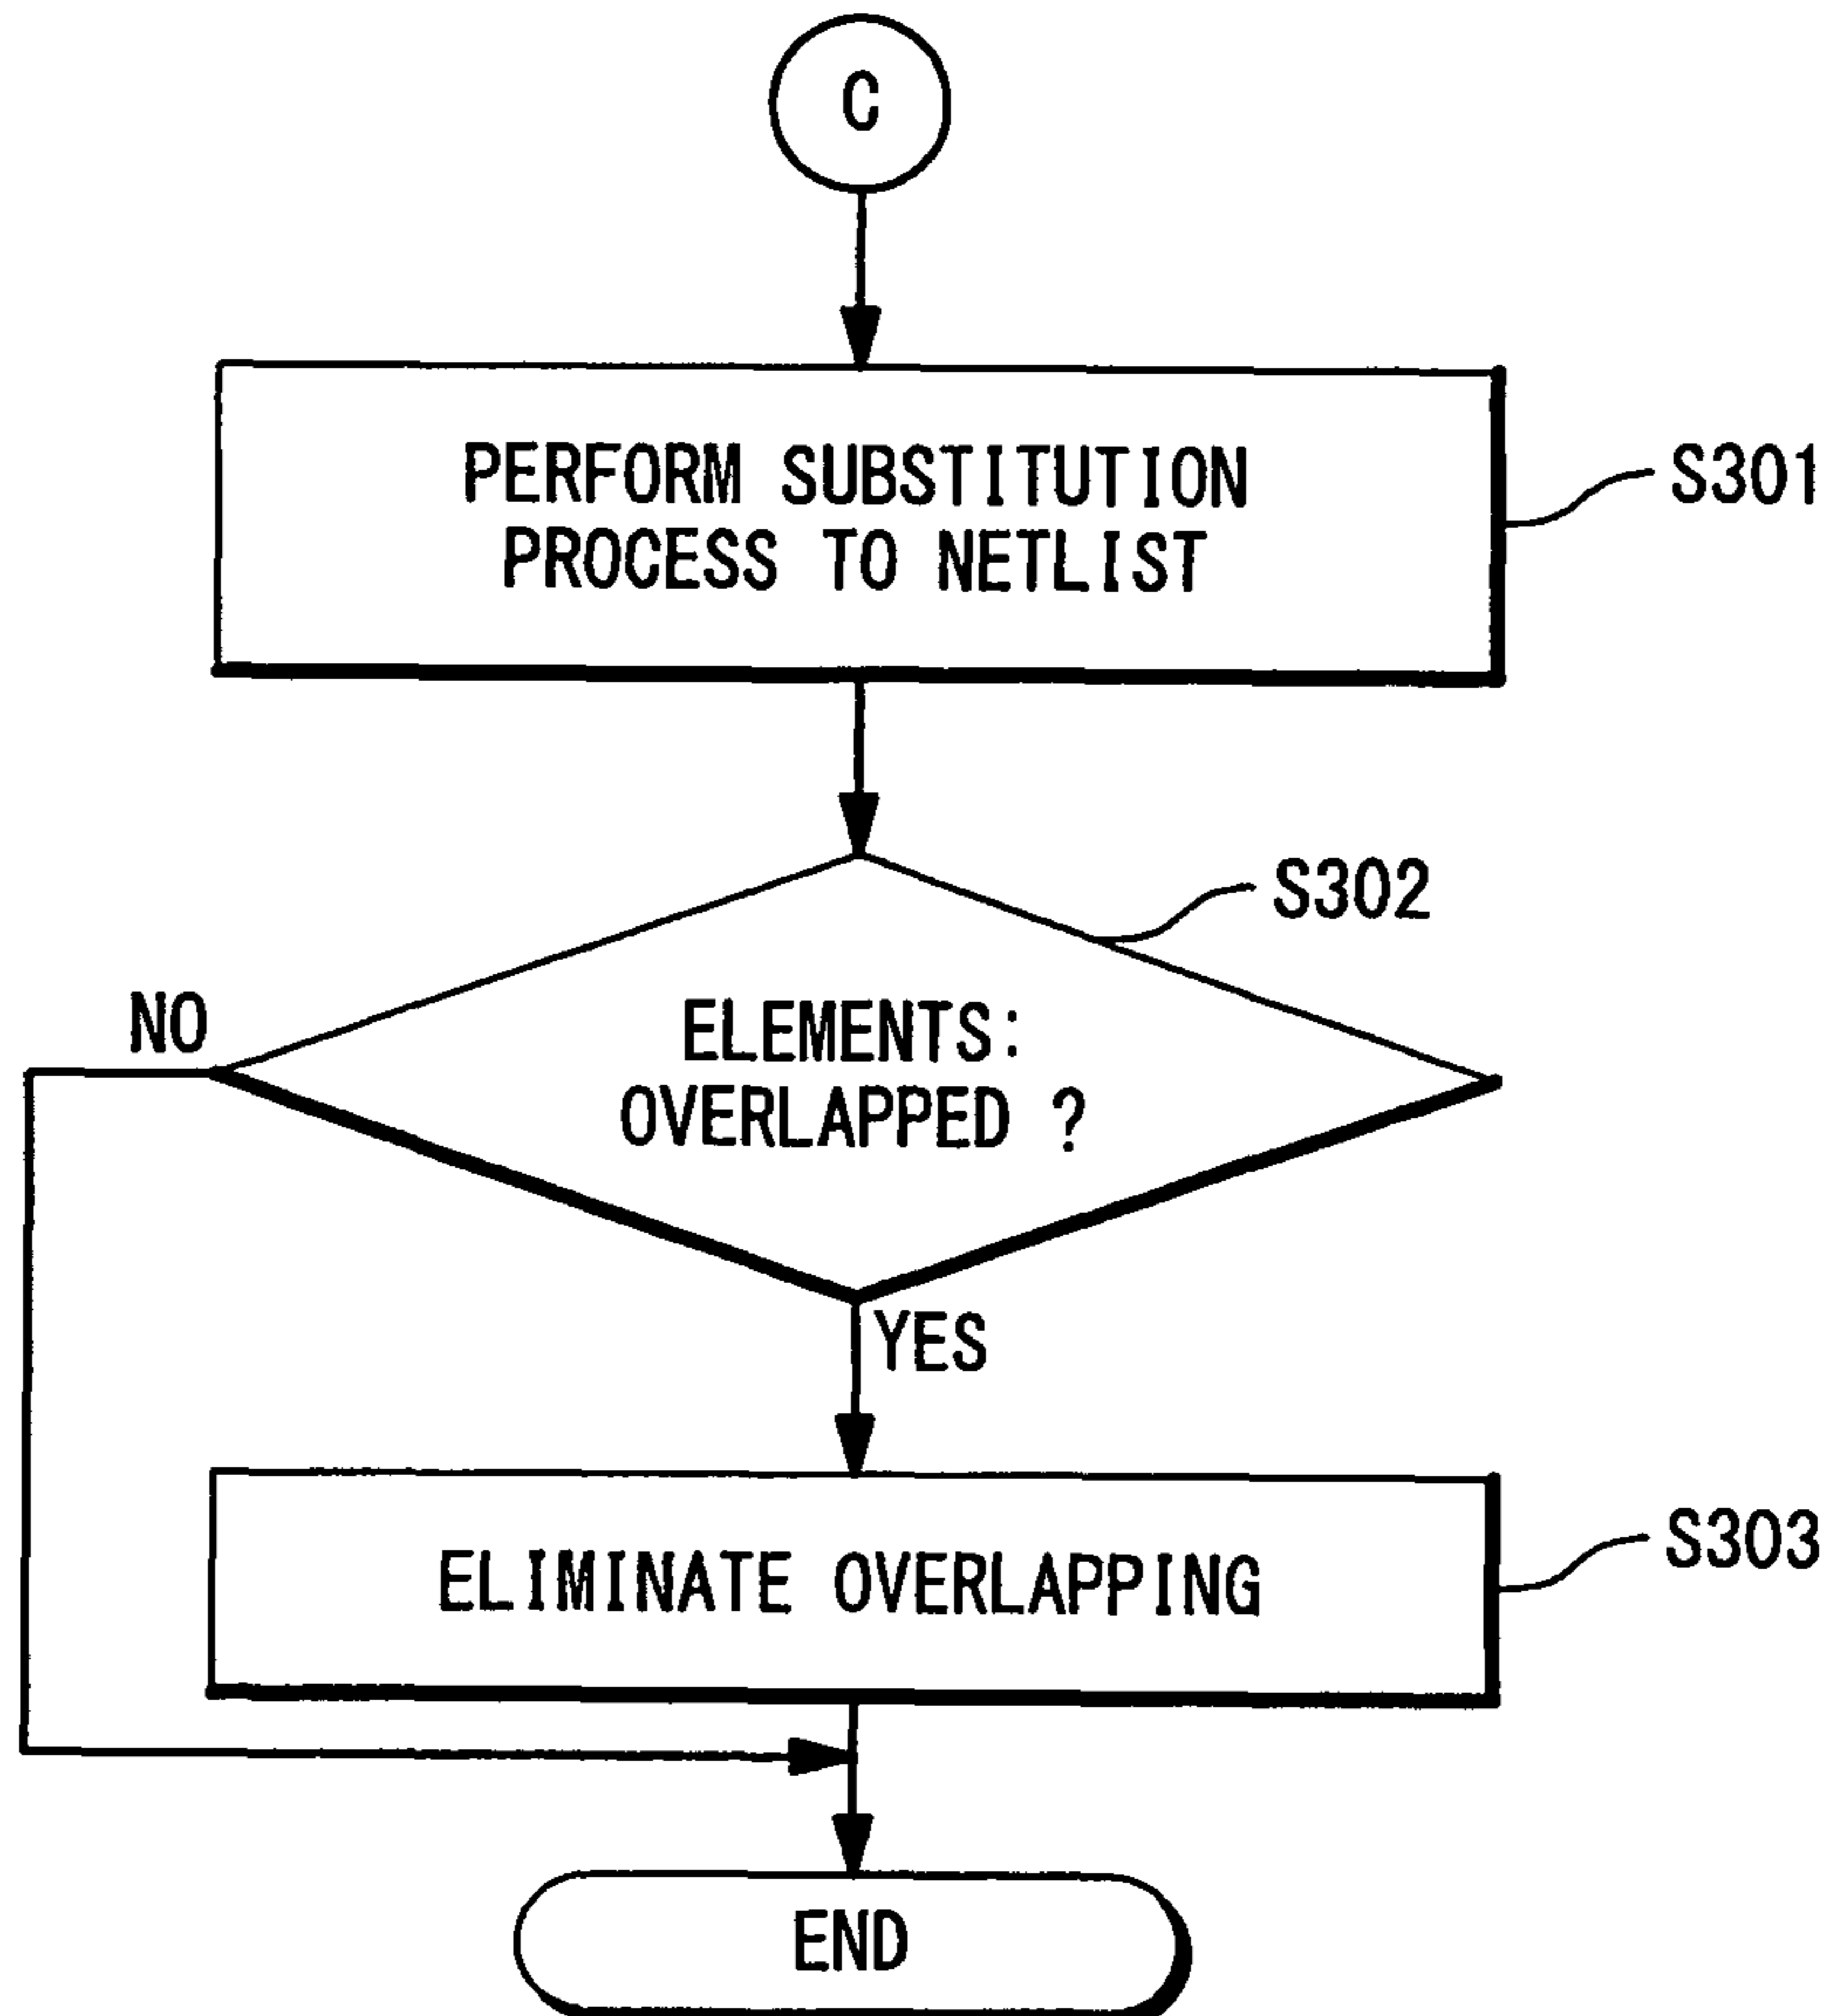 C
PERFORM SUBSTITUTION
PROCESS TO NETLIST
S301
S302
NO
ELEMENTS:
OVERLAPPED ?
YES
ELIMINATE OVERLAPPING
S303
END